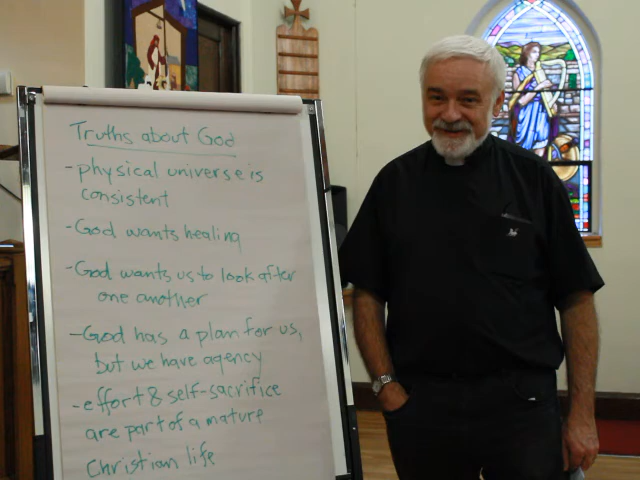 Truths about God
- physical universe is
consistent
- God wants healing
- God wants us to look after
one another
- God has a plan for us,
but we have agency
- effort & self-sacrifice
are part of a mature
Christian life